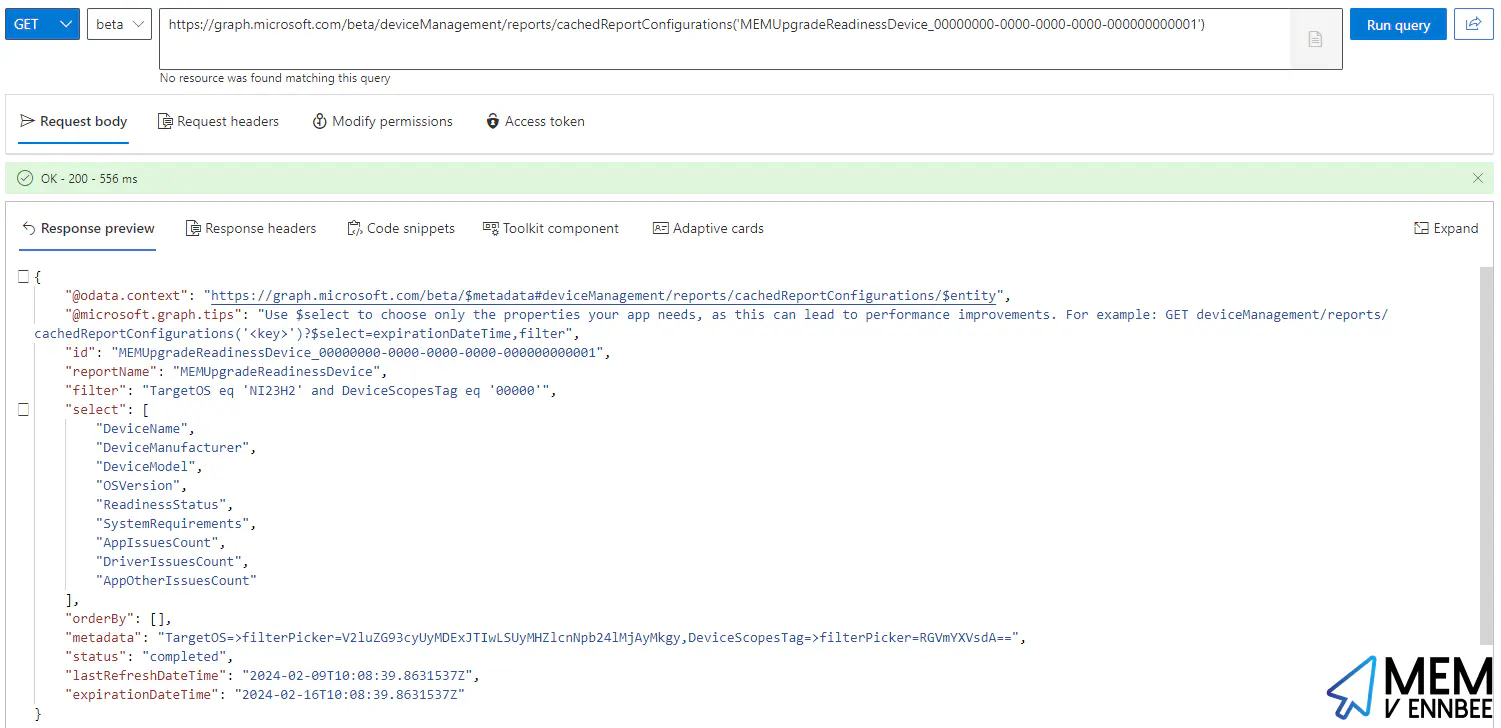 GET
beta
https://graph.microsoft.com/beta/deviceManagement/reports/cachedReportConfigurations('MEMUpgradeReadinessDevice_00000000-0000-0000-0000-000000000001')
Run query
No resource was found matching this query
Request body
Request headers
Modify permissions
Access token
OK - 200 - 556 ms
Response preview
Response headers
Code snippets
Toolkit component
Adaptive cards
Expand
{
"@odata.context": "https://graph.microsoft.com/beta/$metadata#deviceManagement/reports/cachedReportConfigurations/$entity",
"@microsoft.graph.tips": "Use $select to choose only the properties your app needs, as this can lead to performance improvements. For example: GET deviceManagement/reports/
cachedReportConfigurations('<key>')?$select=expirationDateTime,filter",
"id": "MEMUpgradeReadinessDevice_00000000-0000-0000-0000-000000000001",
"reportName": "MEMUpgradeReadinessDevice",
"filter": "TargetOS eq 'NI23H2' and DeviceScopesTag eq '00000'",
"select": [
"DeviceName",
"DeviceManufacturer",
"DeviceModel",
"OSVersion",
"ReadinessStatus",
"SystemRequirements",
"AppIssuesCount",
"DriverIssuesCount",
"AppOtherIssuesCount"
],
"orderBy": [],
"metadata": "TargetOS=>filterPicker=V2luZG93cyUyMDExJTIwLSUyMHZlcnNpb24lMjAyMkgy,DeviceScopesTag=>filterPicker=RGVmYXVsdA==",
"status": "completed",
"lastRefreshDateTime": "2024-02-09T10:08:39.8631537Z",
"expirationDateTime": "2024-02-16T10:08:39.8631537Z"
}
MEM
V ENNBEE